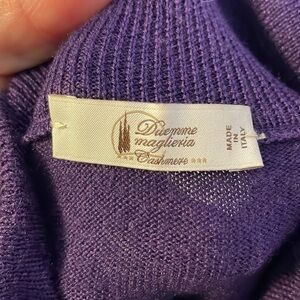 Duemme
maglieria
*** Cashmere ***
MADE
IN
ITALY